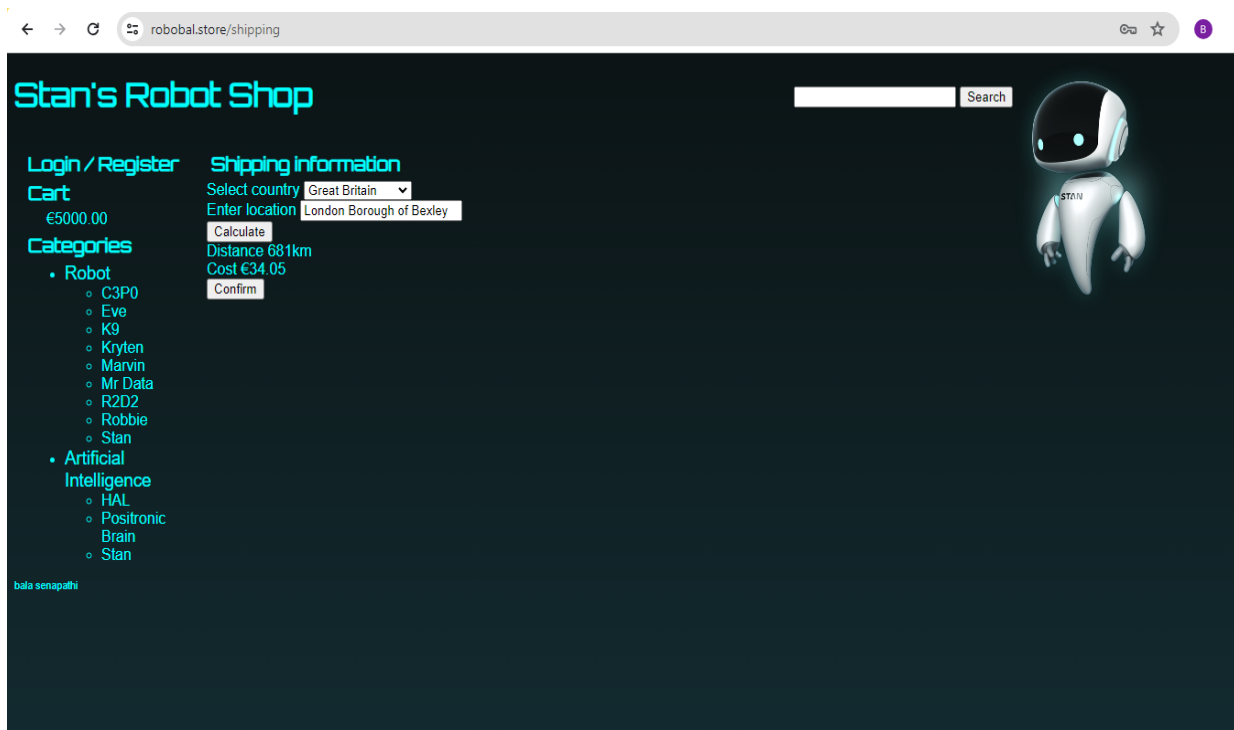 robobal.store/shipping
B
Stan's Robot Shop
Search
STAN
Login / Register
Cart
€5000.00
Categories
Robot
C3P0
Eve
K9
Kryten
Marvin
Mr Data
R2D2
Robbie
Stan
Artificial
Intelligence
HAL
Positronic
Brain
Stan
Shipping information
Select country Great Britain
Enter location London Borough of Bexley
Calculate
Distance 681km
Cost €34.05
Confirm
bala senapathi